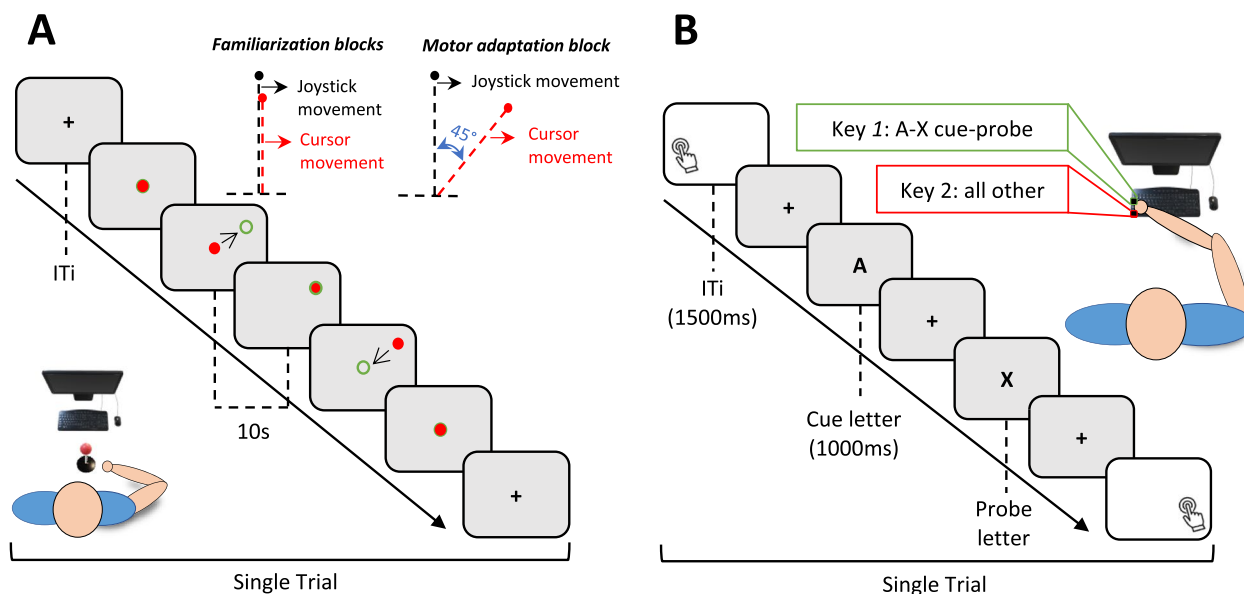 A
Familiarization blocks
Joystick
movement
Cursor
movement
Motor adaptation block
Joystick movement
45°
Cursor
movement
+
ITi
10s
+
Single Trial
B
Key 1: A-X cue-probe
Key 2: all other
+
A
+
X
+
ITi
(1500ms)
Cue letter
(1000ms)
Probe
letter
Single Trial